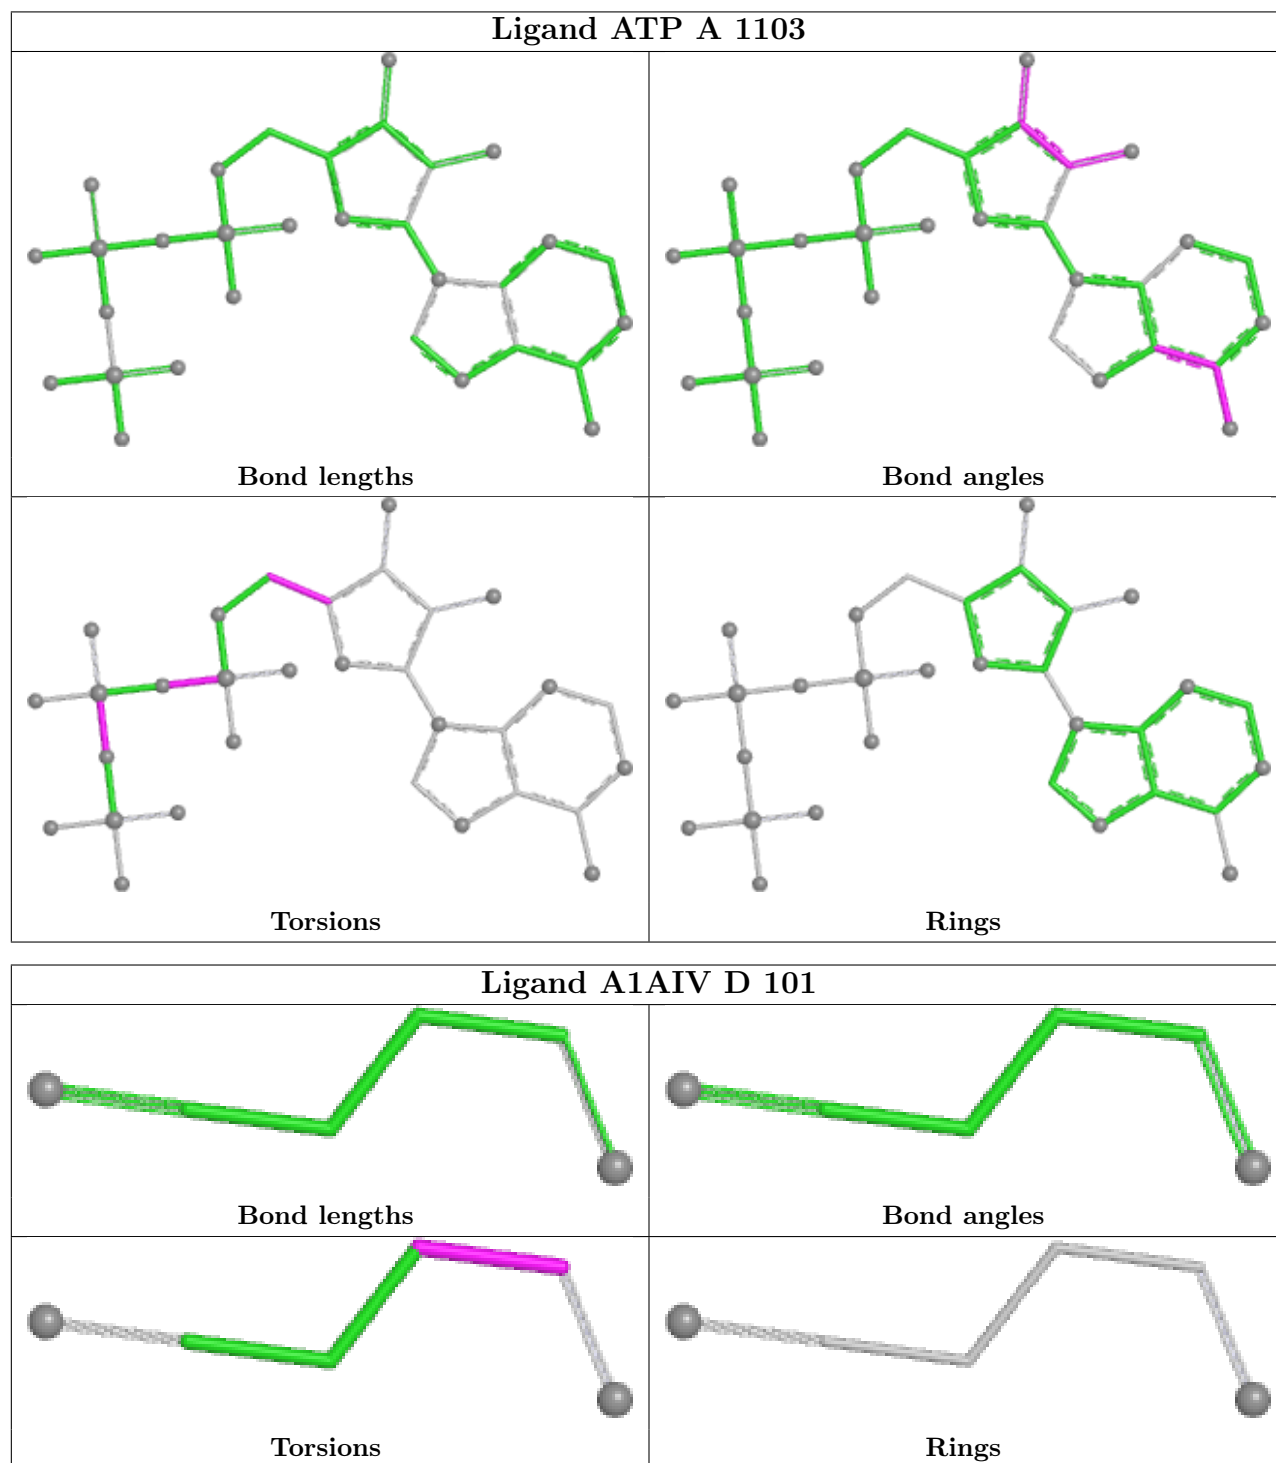 Ligand ATP A 1103
Bond lengths
Bond angles
Torsions
Rings
Ligand A1AIV D 101
Bond lengths
Bond angles
Torsions
Rings